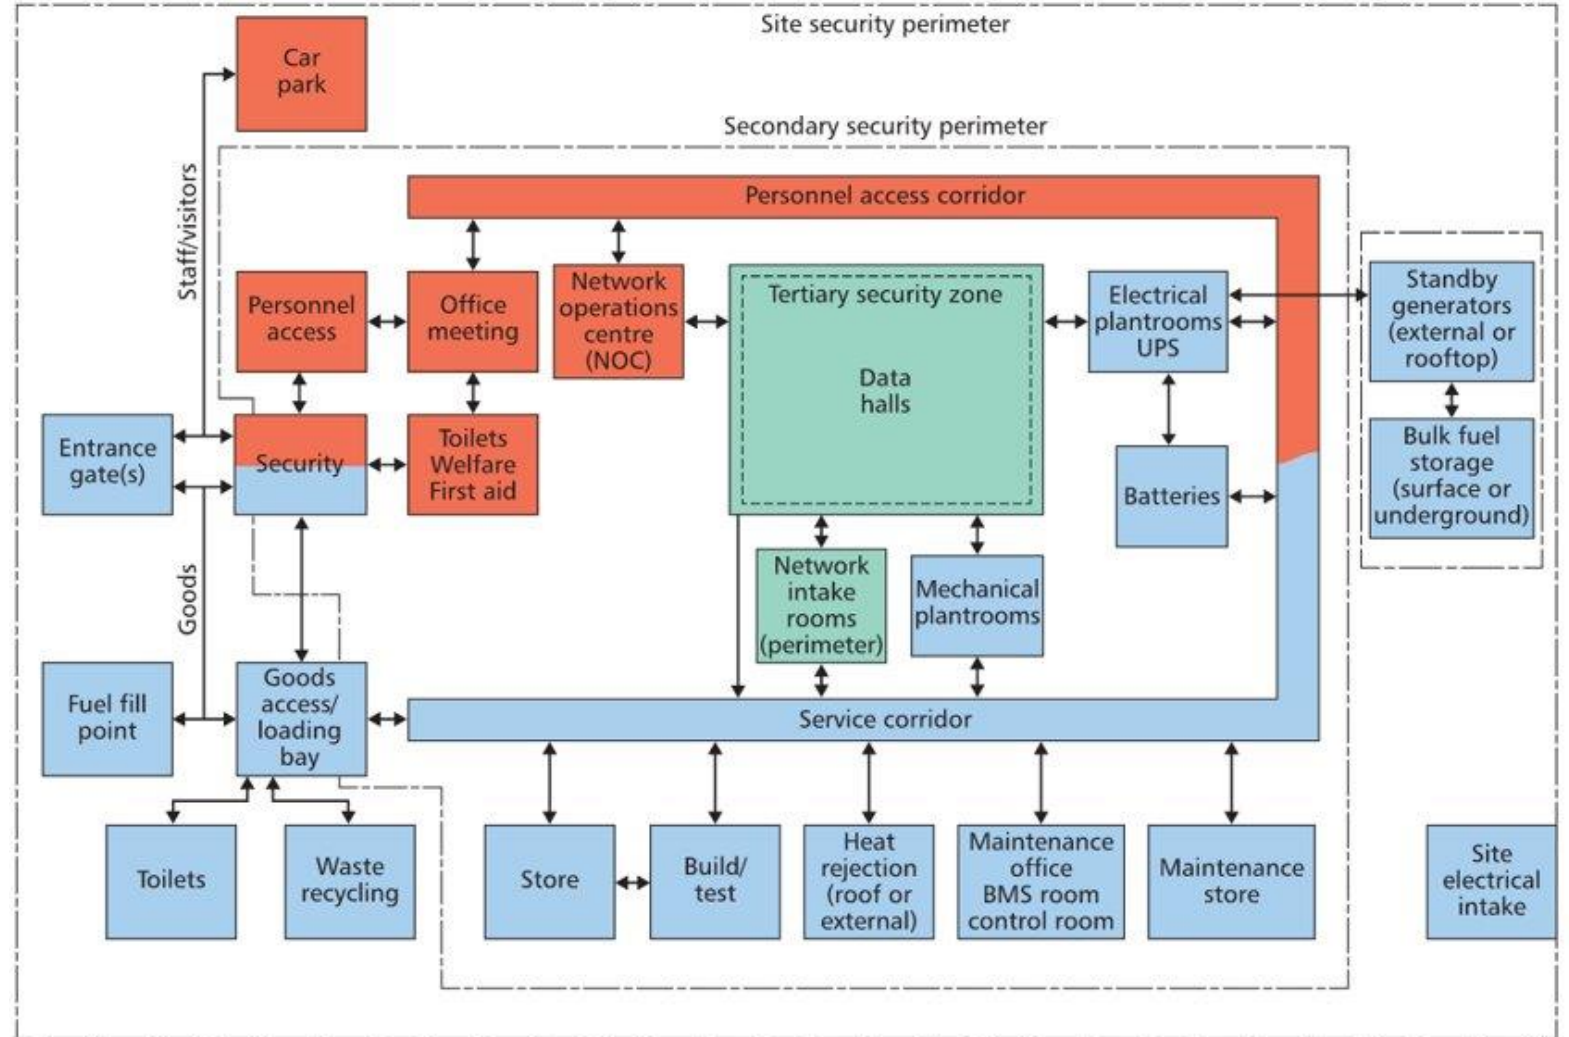 Site security perimeter
Car
park
Secondary security perimeter
Staff/visitors
Personnel access corridor
Personnel
access
Office
meeting
Network
operations
centre
(NOC)
Tertiary security zone
Data
halls
Electrical
plantrooms
UPS
Standby
generators
(external or
rooftop)
Entrance
gate(s)
Security
Toilets
Welfare
First aid
Batteries
Bulk fuel
storage
(surface or
underground)
Goods
Network
intake
rooms
(perimeter)
Mechanical
plantrooms
Fuel fill
point
Goods
access/
loading
bay
Service corridor
Toilets
Waste
recycling
Store
Build/
test
Heat
rejection
(roof or
external)
Maintenance
office
BMS room
control room
Maintenance
store
Site
electrical
intake